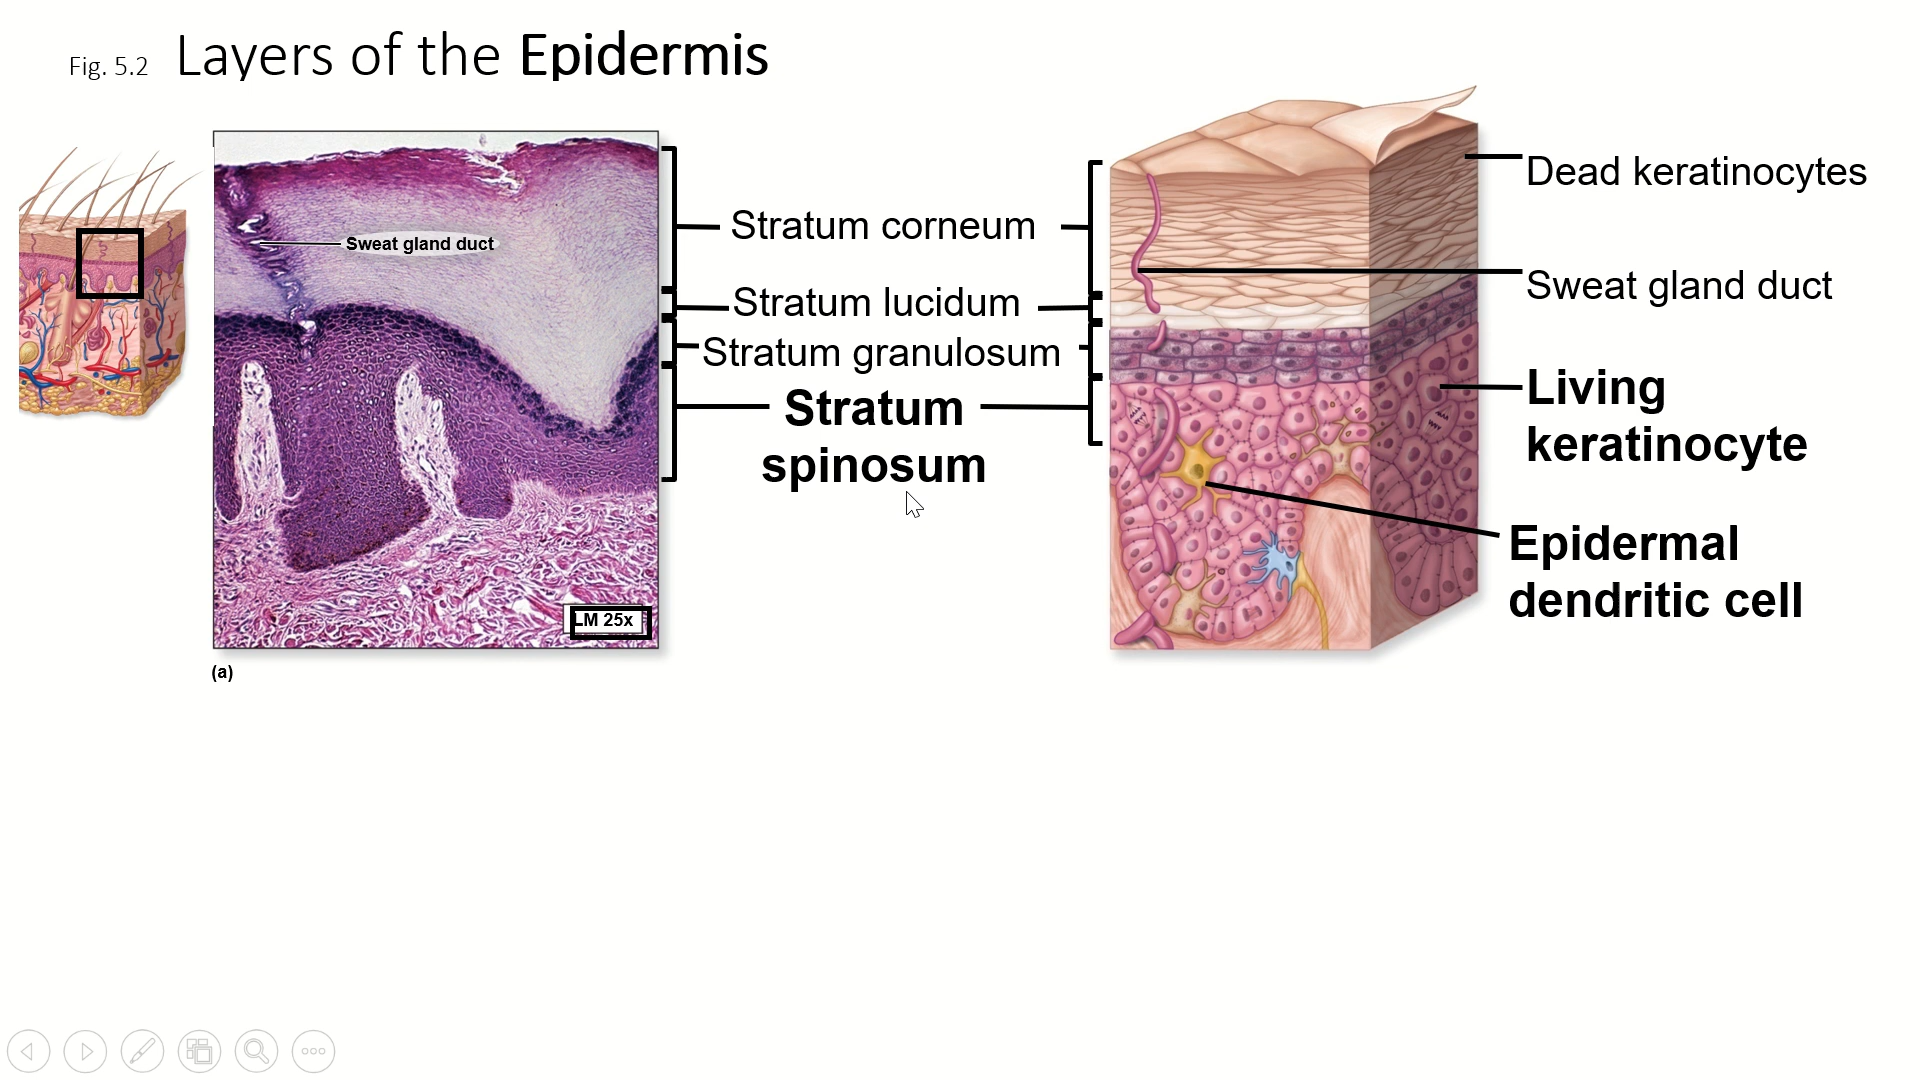 Fig. 5.2 Layers of the Epidermis
Sweat gland duct
LM 25x
(a)
Stratum corneum
Stratum lucidum
Stratum granulosum
Stratum
spinosum
Dead keratinocytes
Sweat gland duct
Living
keratinocyte
Epidermal
dendritic cell